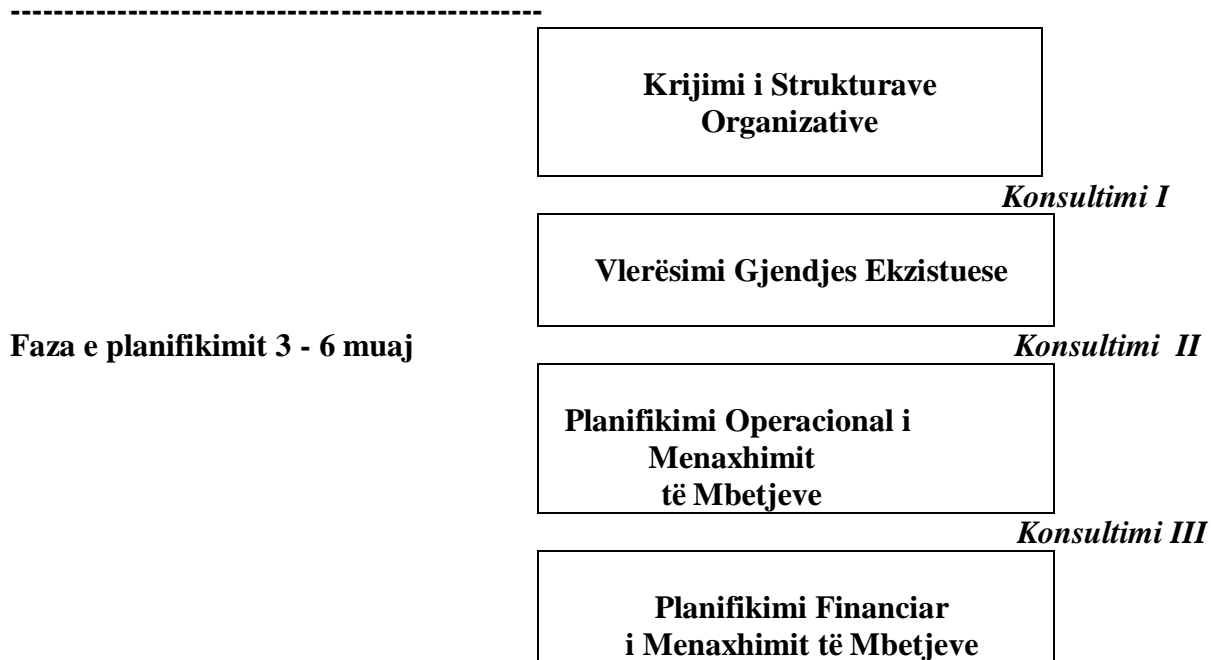 --------------------------------------------------
Krijimi i Strukturave
Organizative
Konsultimi I
Vlerësimi Gjendjes Ekzistuese
Faza e planifikimit 3 - 6 muaj
Konsultimi II
Planifikimi Operacional i
Menaxhimit
të Mbetjeve
Konsultimi III
Planifikimi Financiar
i Menaxhimit të Mbetjeve